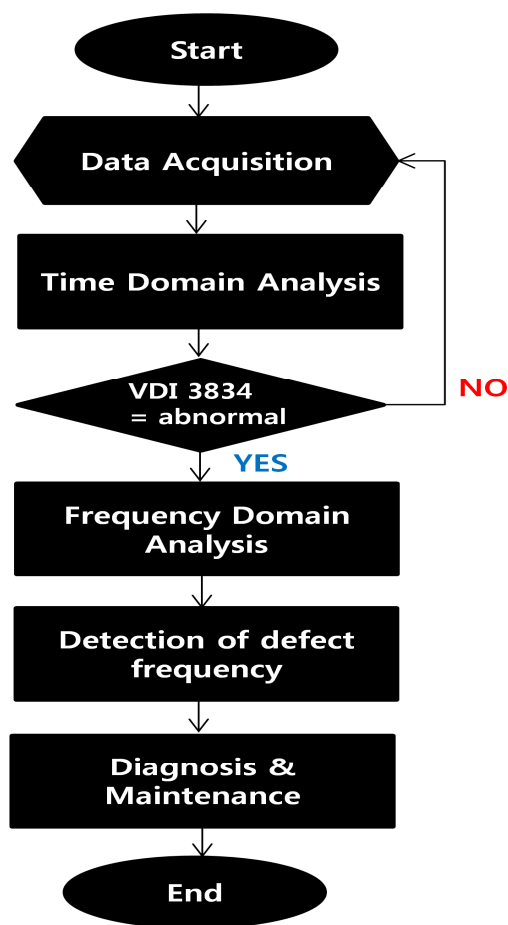 Start
Data Acquisition
Time Domain Analysis
VDI 3834
= abnormal
NO
YES
Frequency Domain
Analysis
Detection of defect
frequency
Diagnosis &
Maintenance
End